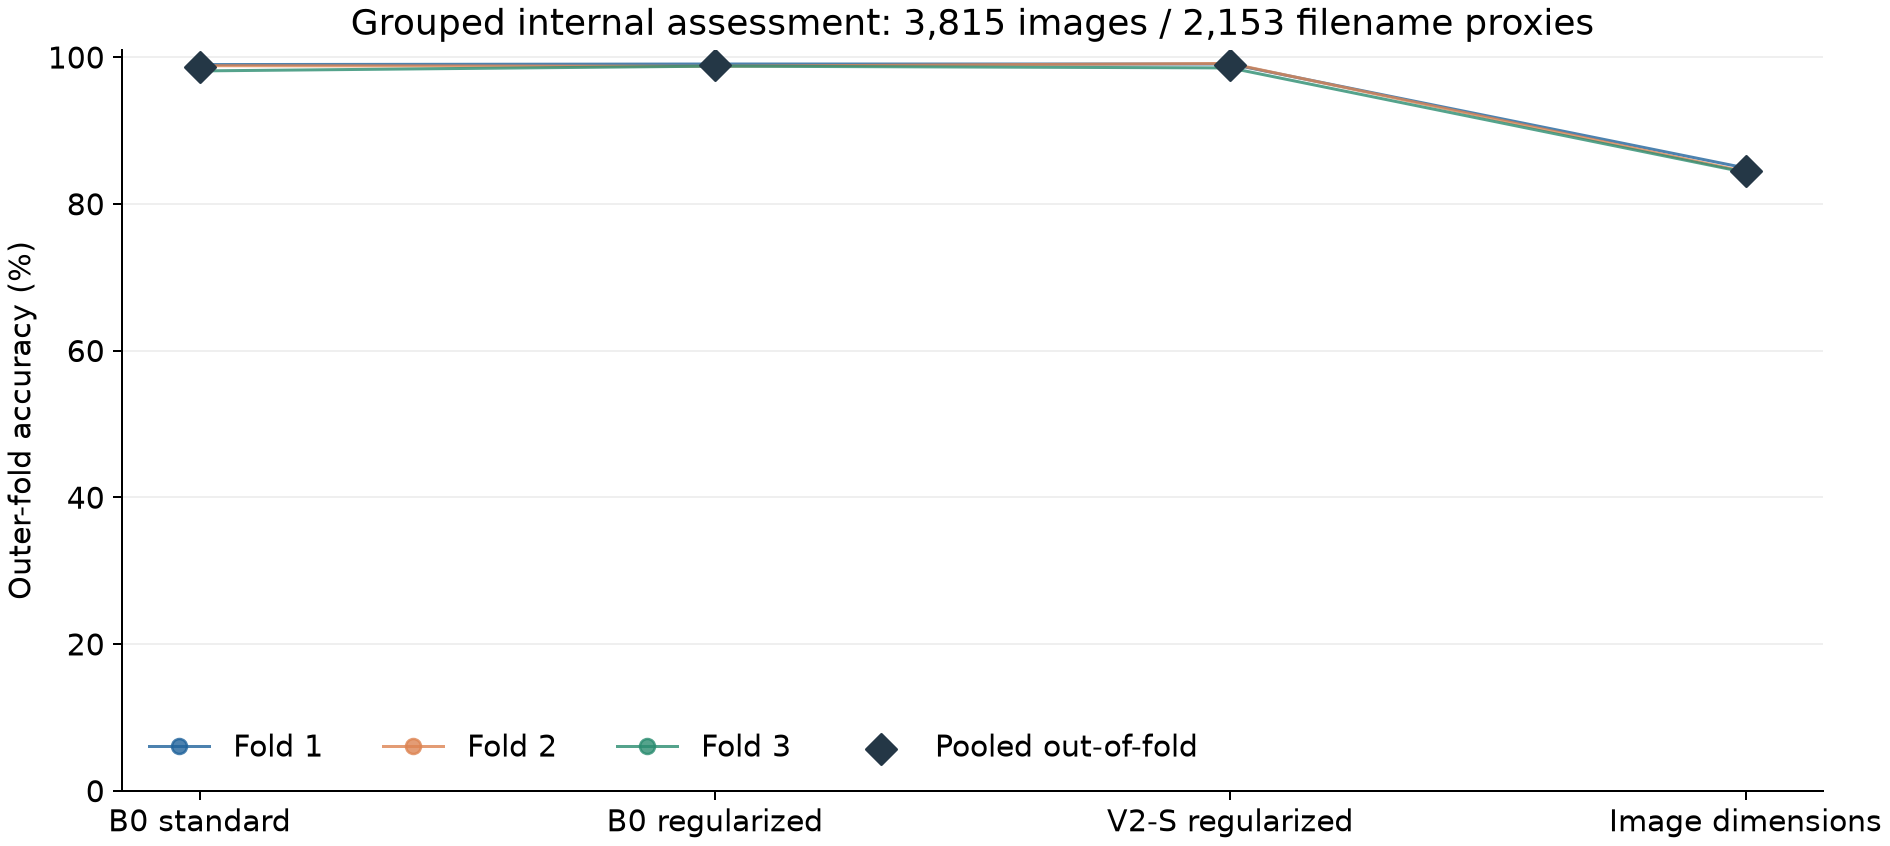 Grouped internal assessment: 3,815 images / 2,153 filename proxies
Outer-fold accuracy (%)
100
80
60
40
20
0
Fold 1
Fold 2
Fold 3
Pooled out-of-fold
B0 standard
B0 regularized
V2-S regularized
Image dimensions